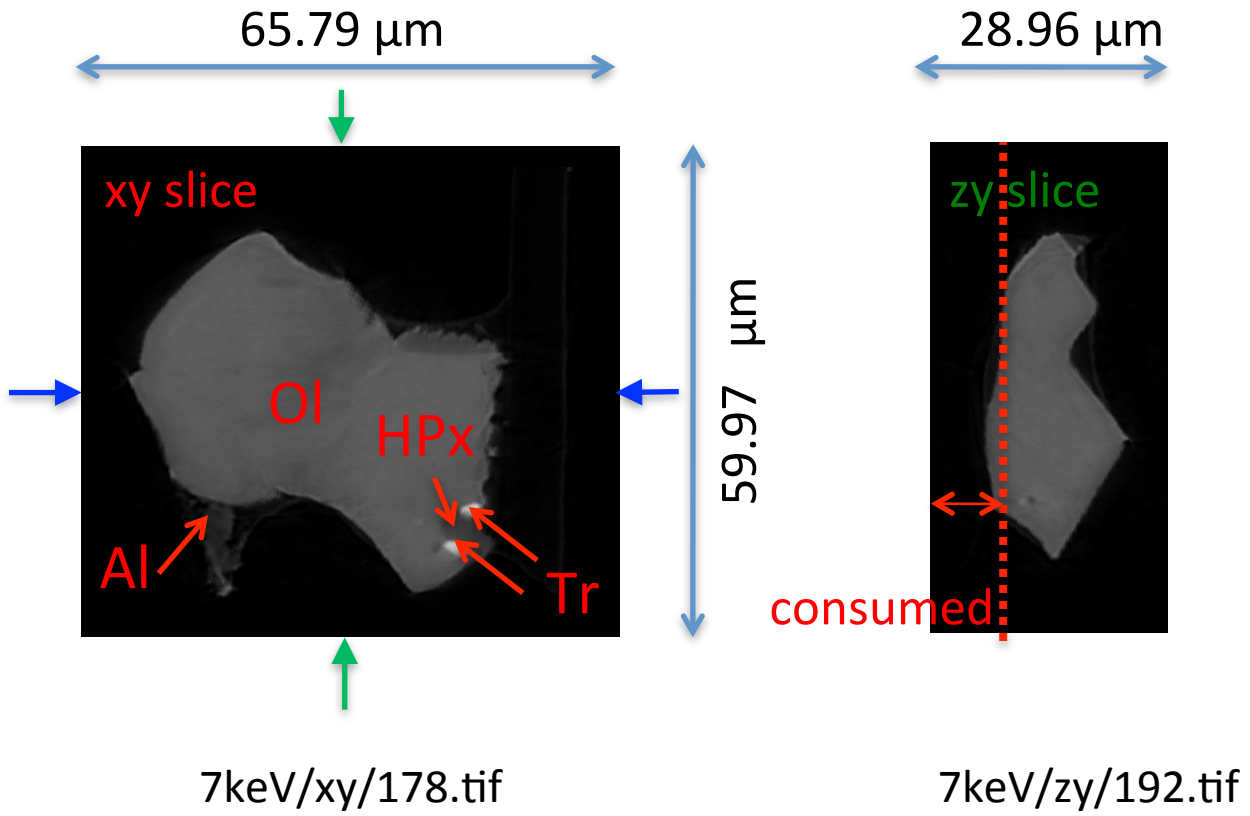 65.79 µm
28.96 µm
xy slice
zy slice
59.97 µm
Ol
HPx
Al
Tr
consumed
7keV/xy/178.tif
7keV/zy/192.tif